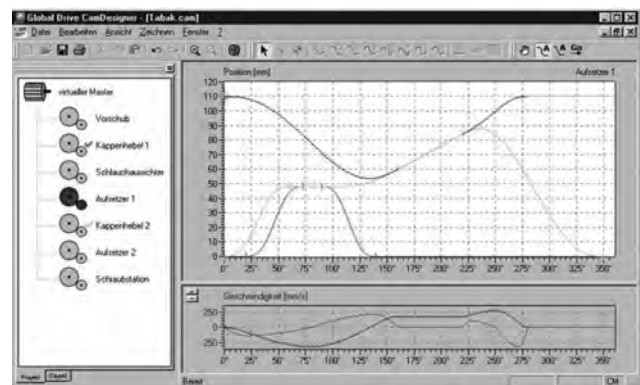 Global Drive CamDesigner - [Tabak.cam]
Datei Bearbeiten Ansicht Zeichnen Fenster ?
virtueller Master
Vorschub
Kappenhebel 1
Schlauchausrichter
Aufsetzer 1
Kappenhebel 2
Aufsetzer 2
Schraubstation
Projekt Objekt
Position [mm] Aufsetzer 1
120
110
100
90
80
70
60
50
40
30
20
10
0
0° 25° 50° 75° 100° 125° 150° 175° 200° 225° 250° 275° 300° 325° 350°
Geschwindigkeit [mm/s]
250
0
-250
0° 25° 50° 75° 100° 125° 150° 175° 200° 225° 250° 275° 300° 325° 350°
Bereit
CM